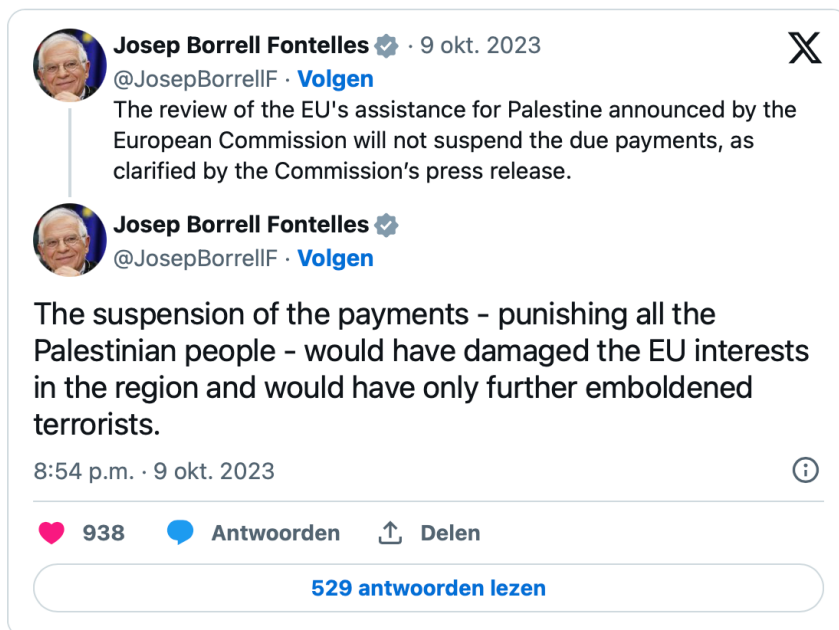 Josep Borrell Fontelles · 9 okt. 2023
@JosepBorrellF · Volgen
The review of the EU's assistance for Palestine announced by the
European Commission will not suspend the due payments, as
clarified by the Commission’s press release.
Josep Borrell Fontelles
@JosepBorrellF · Volgen
The suspension of the payments - punishing all the
Palestinian people - would have damaged the EU interests
in the region and would have only further emboldened
terrorists.
8:54 p.m. · 9 okt. 2023
938 Antwoorden Delen
529 antwoorden lezen